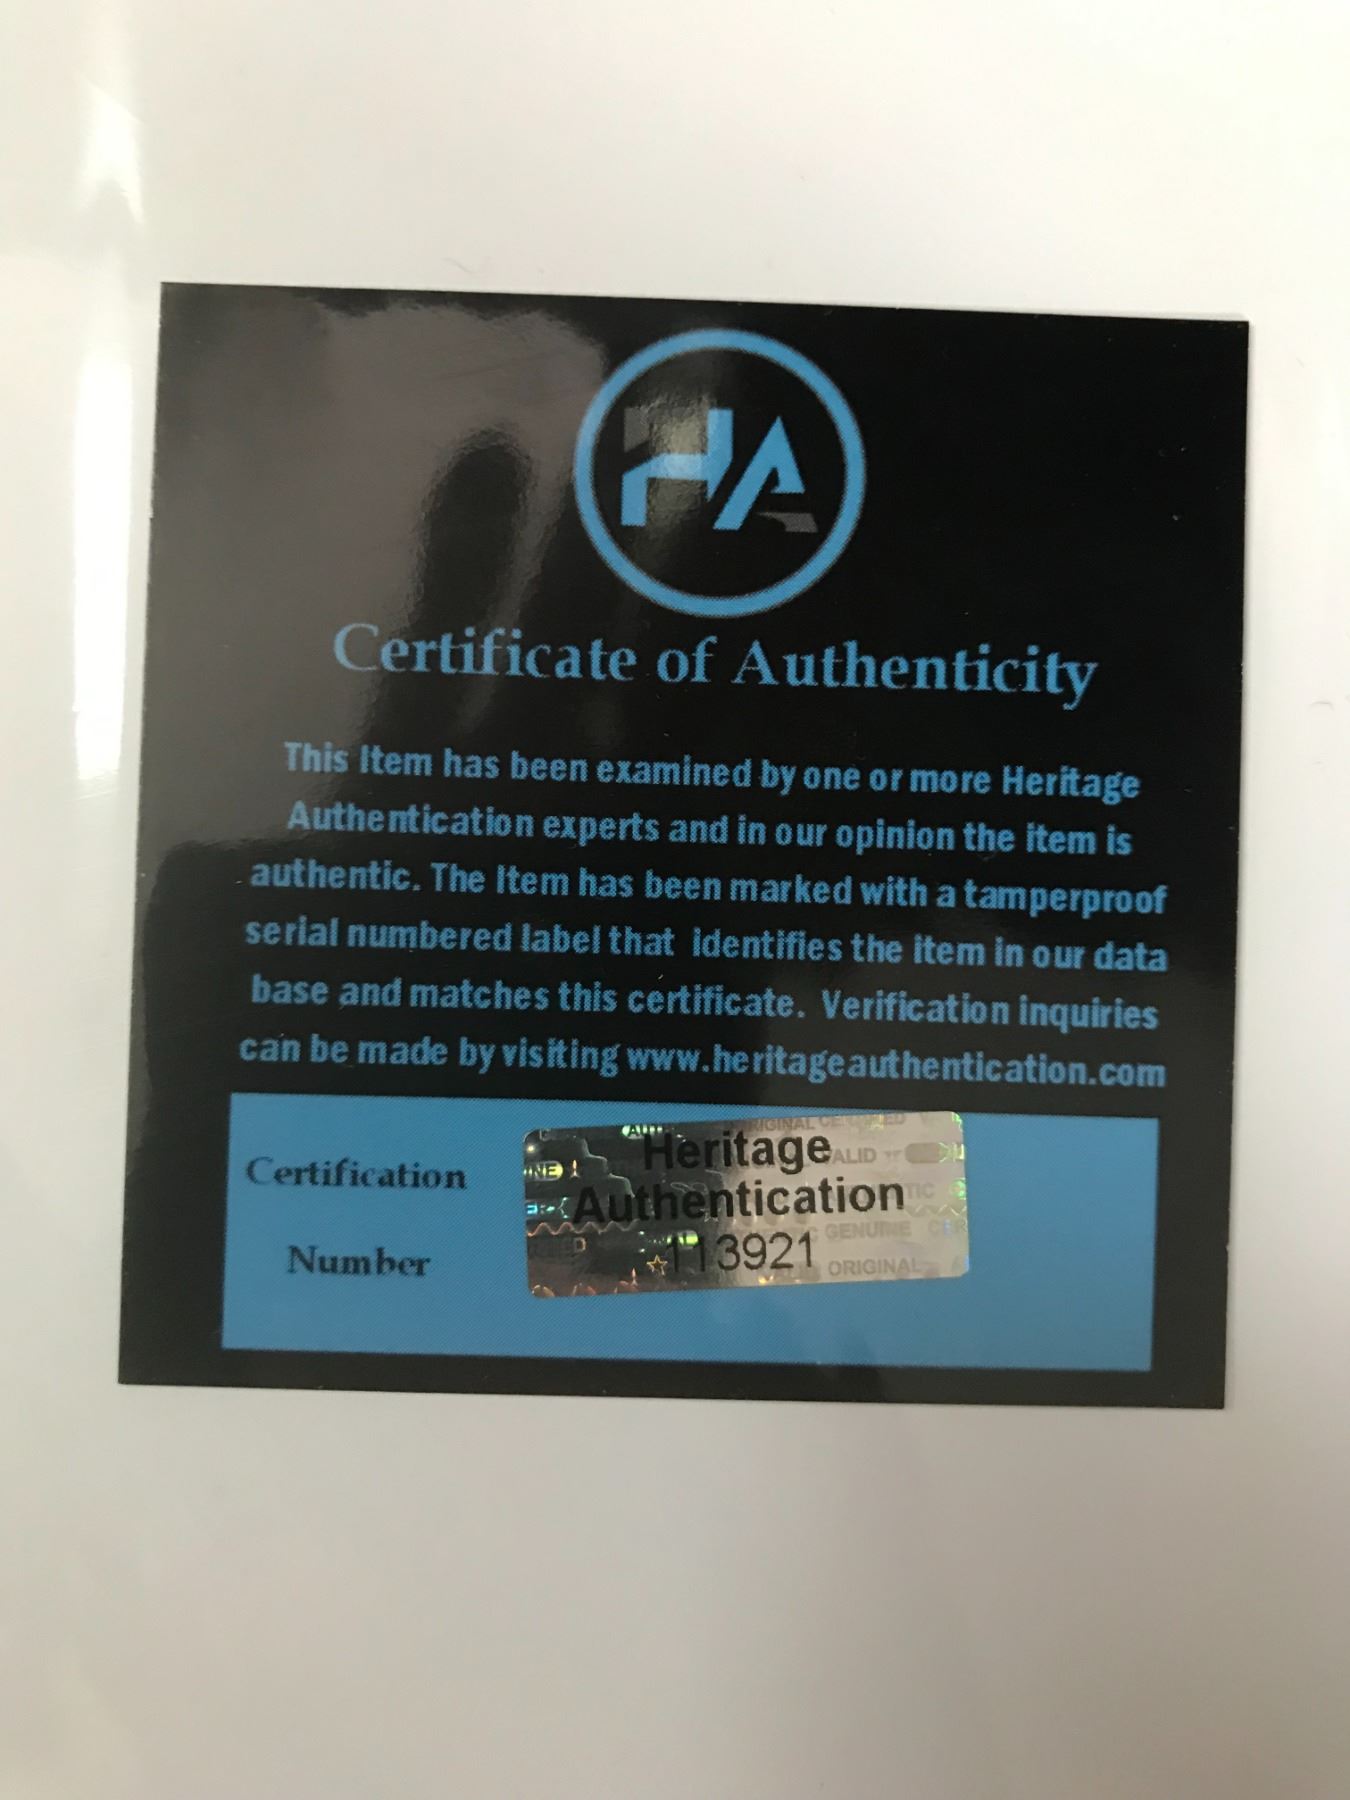 HA
Certificate of Authenticity
This Item has been examined by one or more Heritage
Authentication experts and in our opinion the item is
authentic. The Item has been marked with a tamperproof
serial numbered label that identifies the item in our data
base and matches this certificate. Verification inquiries
can be made by visiting www.heritageauthentication.com
Certification
Number
Heritage
Authentication
113921
VALID
GENUINE
ORIGINAL